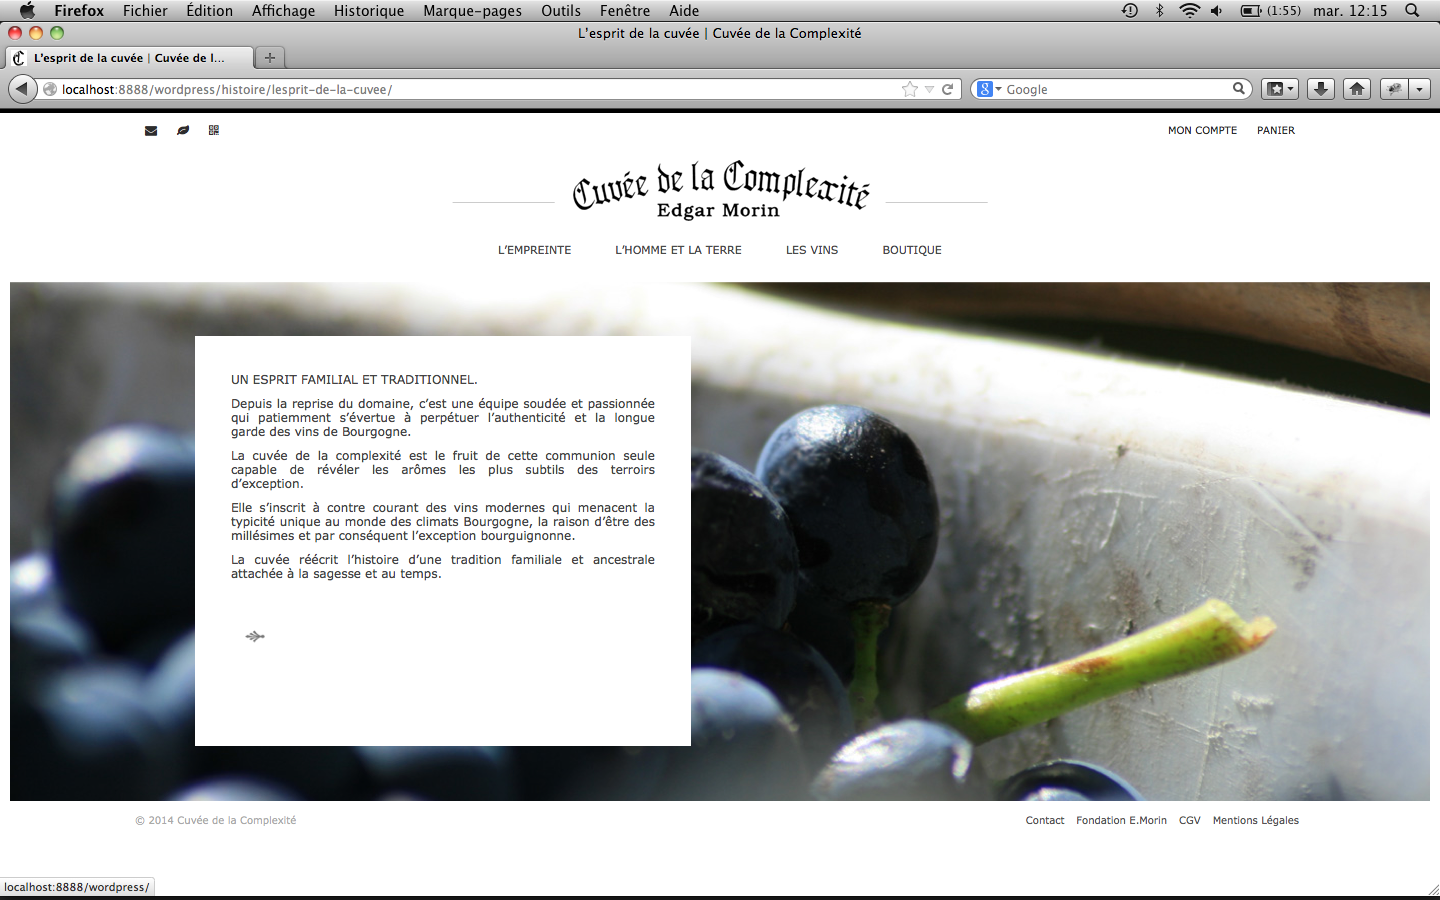 Firefox Fichier Édition Affichage Historique Marque-pages Outils Fenêtre Aide (1:55) mar. 12:15
L'esprit de la cuvée | Cuvée de la Complexité
L'esprit de la cuvée | Cuvée de l...
localhost:8888/wordpress/histoire/lesprit-de-la-cuvee/ Google
MON COMPTE PANIER
Cuvée de la Complexité
Edgar Morin
L'EMPREINTE L'HOMME ET LA TERRE LES VINS BOUTIQUE
UN ESPRIT FAMILIAL ET TRADITIONNEL.
Depuis la reprise du domaine, c'est une équipe soudée et passionnée
qui patiemment s'évertue à perpétuer l'authenticité et la longue
garde des vins de Bourgogne.
La cuvée de la complexité est le fruit de cette communion seule
capable de révéler les arômes les plus subtils des terroirs
d'exception.
Elle s'inscrit à contre courant des vins modernes qui menacent la
typicité unique au monde des climats Bourgogne, la raison d'être des
millésimes et par conséquent l'exception bourguignonne.
La cuvée réécrit l'histoire d'une tradition familiale et ancestrale
attachée à la sagesse et au temps.
© 2014 Cuvée de la Complexité Contact Fondation E.Morin CGV Mentions Légales
localhost:8888/wordpress/